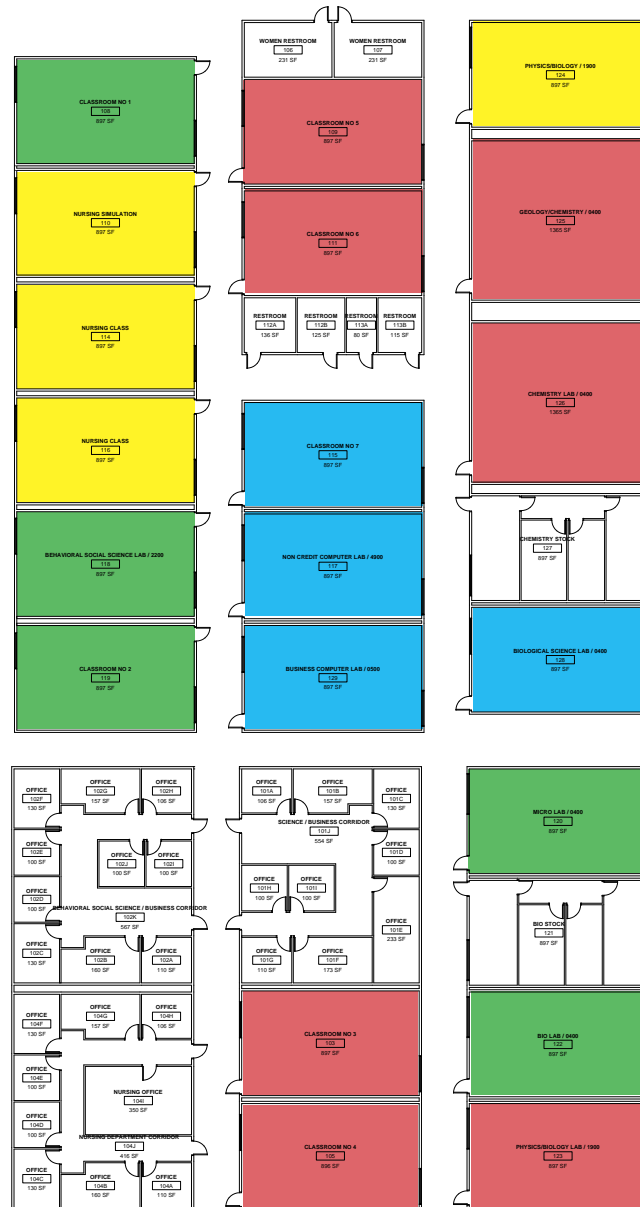 WOMEN RESTROOM
106
231 SF
WOMEN RESTROOM
107
231 SF
PHYSICS/BIOLOGY / 1900
124
897 SF
CLASSROOM NO 1
108
897 SF
CLASSROOM NO 5
109
897 SF
NURSING SIMULATION
110
897 SF
CLASSROOM NO 6
111
897 SF
GEOLOGY/CHEMISTRY / 0400
125
1365 SF
NURSING CLASS
114
897 SF
RESTROOM
112A
136 SF
RESTROOM
112B
125 SF
RESTROOM
113A
80 SF
RESTROOM
113B
115 SF
CHEMISTRY LAB / 0400
126
1365 SF
NURSING CLASS
116
897 SF
CLASSROOM NO 7
115
897 SF
BEHAVIORAL SOCIAL SCIENCE LAB / 2200
118
897 SF
NON CREDIT COMPUTER LAB / 4900
117
897 SF
CHEMISTRY STOCK
127
897 SF
CLASSROOM NO 2
119
897 SF
BUSINESS COMPUTER LAB / 0500
129
897 SF
BIOLOGICAL SCIENCE LAB / 0400
128
897 SF
OFFICE
102F
130 SF
OFFICE
102G
157 SF
OFFICE
102H
106 SF
OFFICE
102E
100 SF
OFFICE
102J
100 SF
OFFICE
102I
100 SF
OFFICE
102D
100 SF
BEHAVIORAL SOCIAL SCIENCE / BUSINESS CORRIDOR
102K
567 SF
OFFICE
102C
130 SF
OFFICE
102B
160 SF
OFFICE
102A
110 SF
OFFICE
101A
106 SF
OFFICE
101B
157 SF
OFFICE
101C
130 SF
SCIENCE / BUSINESS CORRIDOR
101J
554 SF
OFFICE
101D
100 SF
OFFICE
101H
100 SF
OFFICE
101I
100 SF
OFFICE
101E
233 SF
OFFICE
101G
110 SF
OFFICE
101F
173 SF
MICRO LAB / 0400
120
897 SF
BIO STOCK
121
897 SF
OFFICE
104F
130 SF
OFFICE
104G
157 SF
OFFICE
104H
106 SF
OFFICE
104E
100 SF
NURSING OFFICE
104I
350 SF
OFFICE
104D
100 SF
NURSING DEPARTMENT CORRIDOR
104J
416 SF
OFFICE
104C
130 SF
OFFICE
104B
160 SF
OFFICE
104A
110 SF
CLASSROOM NO 3
103
897 SF
CLASSROOM NO 4
105
896 SF
BIO LAB / 0400
122
897 SF
PHYSICS/BIOLOGY LAB / 1900
123
897 SF